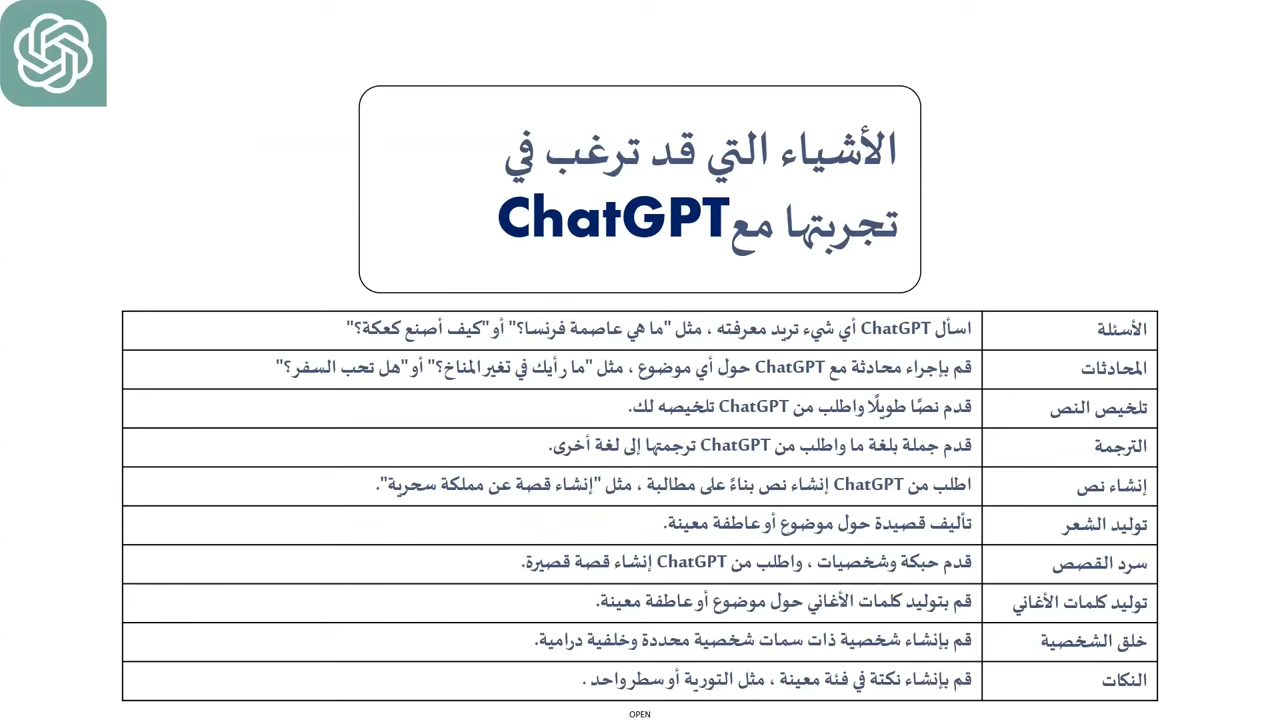 الأشياء التي قد ترغب في
تجربتها مع ChatGPT
الأسئلة اسأل ChatGPT أي شيء تريد معرفته ، مثل "ما هي عاصمة فرنسا؟" أو "كيف أصنع كعكة؟"
المحادثات قم بإجراء محادثة مع ChatGPT حول أي موضوع ، مثل "ما رأيك في تغير المناخ؟" أو "هل تحب السفر؟"
تلخيص النص قدم نصًا طويلًا واطلب من ChatGPT تلخيصه لك.
الترجمة قدم جملة بلغة ما واطلب من ChatGPT ترجمتها إلى لغة أخرى.
إنشاء نص اطلب من ChatGPT إنشاء نص بناءً على مطالبة ، مثل "إنشاء قصة عن مملكة سحرية".
توليد الشعر تأليف قصيدة حول موضوع أو عاطفة معينة.
سرد القصص قدم حبكة وشخصيات ، واطلب من ChatGPT إنشاء قصة قصيرة.
توليد كلمات الأغاني قم بتوليد كلمات الأغاني حول موضوع أو عاطفة معينة.
خلق الشخصية قم بإنشاء شخصية ذات سمات شخصية محددة وخلفية درامية.
النكات قم بإنشاء نكتة في فئة معينة ، مثل التورية أو سطر واحد .
OPEN